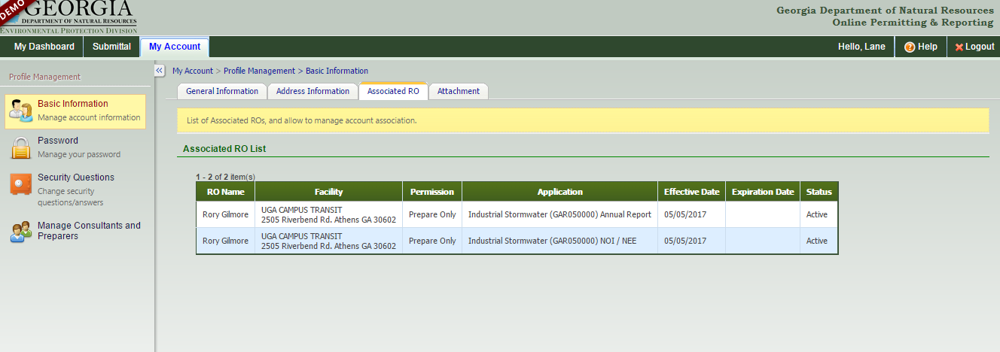 DEMO
GEORGIA
DEPARTMENT OF NATURAL RESOURCES
ENVIRONMENTAL PROTECTION DIVISION
Georgia Department of Natural Resources
Online Permitting & Reporting
My Dashboard Submittal My Account Hello, Lane ? Help Logout
Profile Management
Basic Information
Manage account information
Password
Manage your password
Security Questions
Change security
questions/answers
Manage Consultants and
Preparers
«
My Account > Profile Management > Basic Information
General Information Address Information Associated RO Attachment
List of Associated ROs, and allow to manage account association.
Associated RO List
1 - 2 of 2 item(s)
RO Name Facility Permission Application Effective Date Expiration Date Status
Rory Gilmore UGA CAMPUS TRANSIT
2505 Riverbend Rd. Athens GA 30602 Prepare Only Industrial Stormwater (GAR050000) Annual Report 05/05/2017 Active
Rory Gilmore UGA CAMPUS TRANSIT
2505 Riverbend Rd. Athens GA 30602 Prepare Only Industrial Stormwater (GAR050000) NOI / NEE 05/05/2017 Active